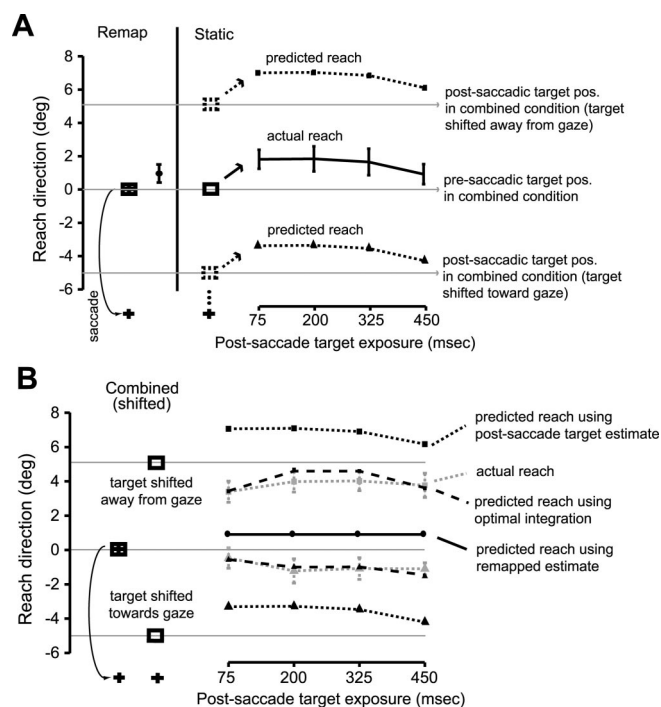 A
Remap
Static
8
6
4
2
0
-2
-4
-6
Reach direction (deg)
saccade
predicted reach
actual reach
predicted reach
post-saccadic target pos.
in combined condition (target
shifted away from gaze)
pre-saccadic target pos.
in combined condition
post-saccadic target pos.
in combined condition (target
shifted toward gaze)
75
200
325
450
Post-saccade target exposure (msec)
B
Combined
(shifted)
8
6
4
2
0
-2
-4
-6
Reach direction (deg)
target shifted
away from gaze
target shifted
towards gaze
predicted reach using
post-saccade target estimate
actual reach
predicted reach using
optimal integration
predicted reach using
remapped estimate
75
200
325
450
Post-saccade target exposure (msec)